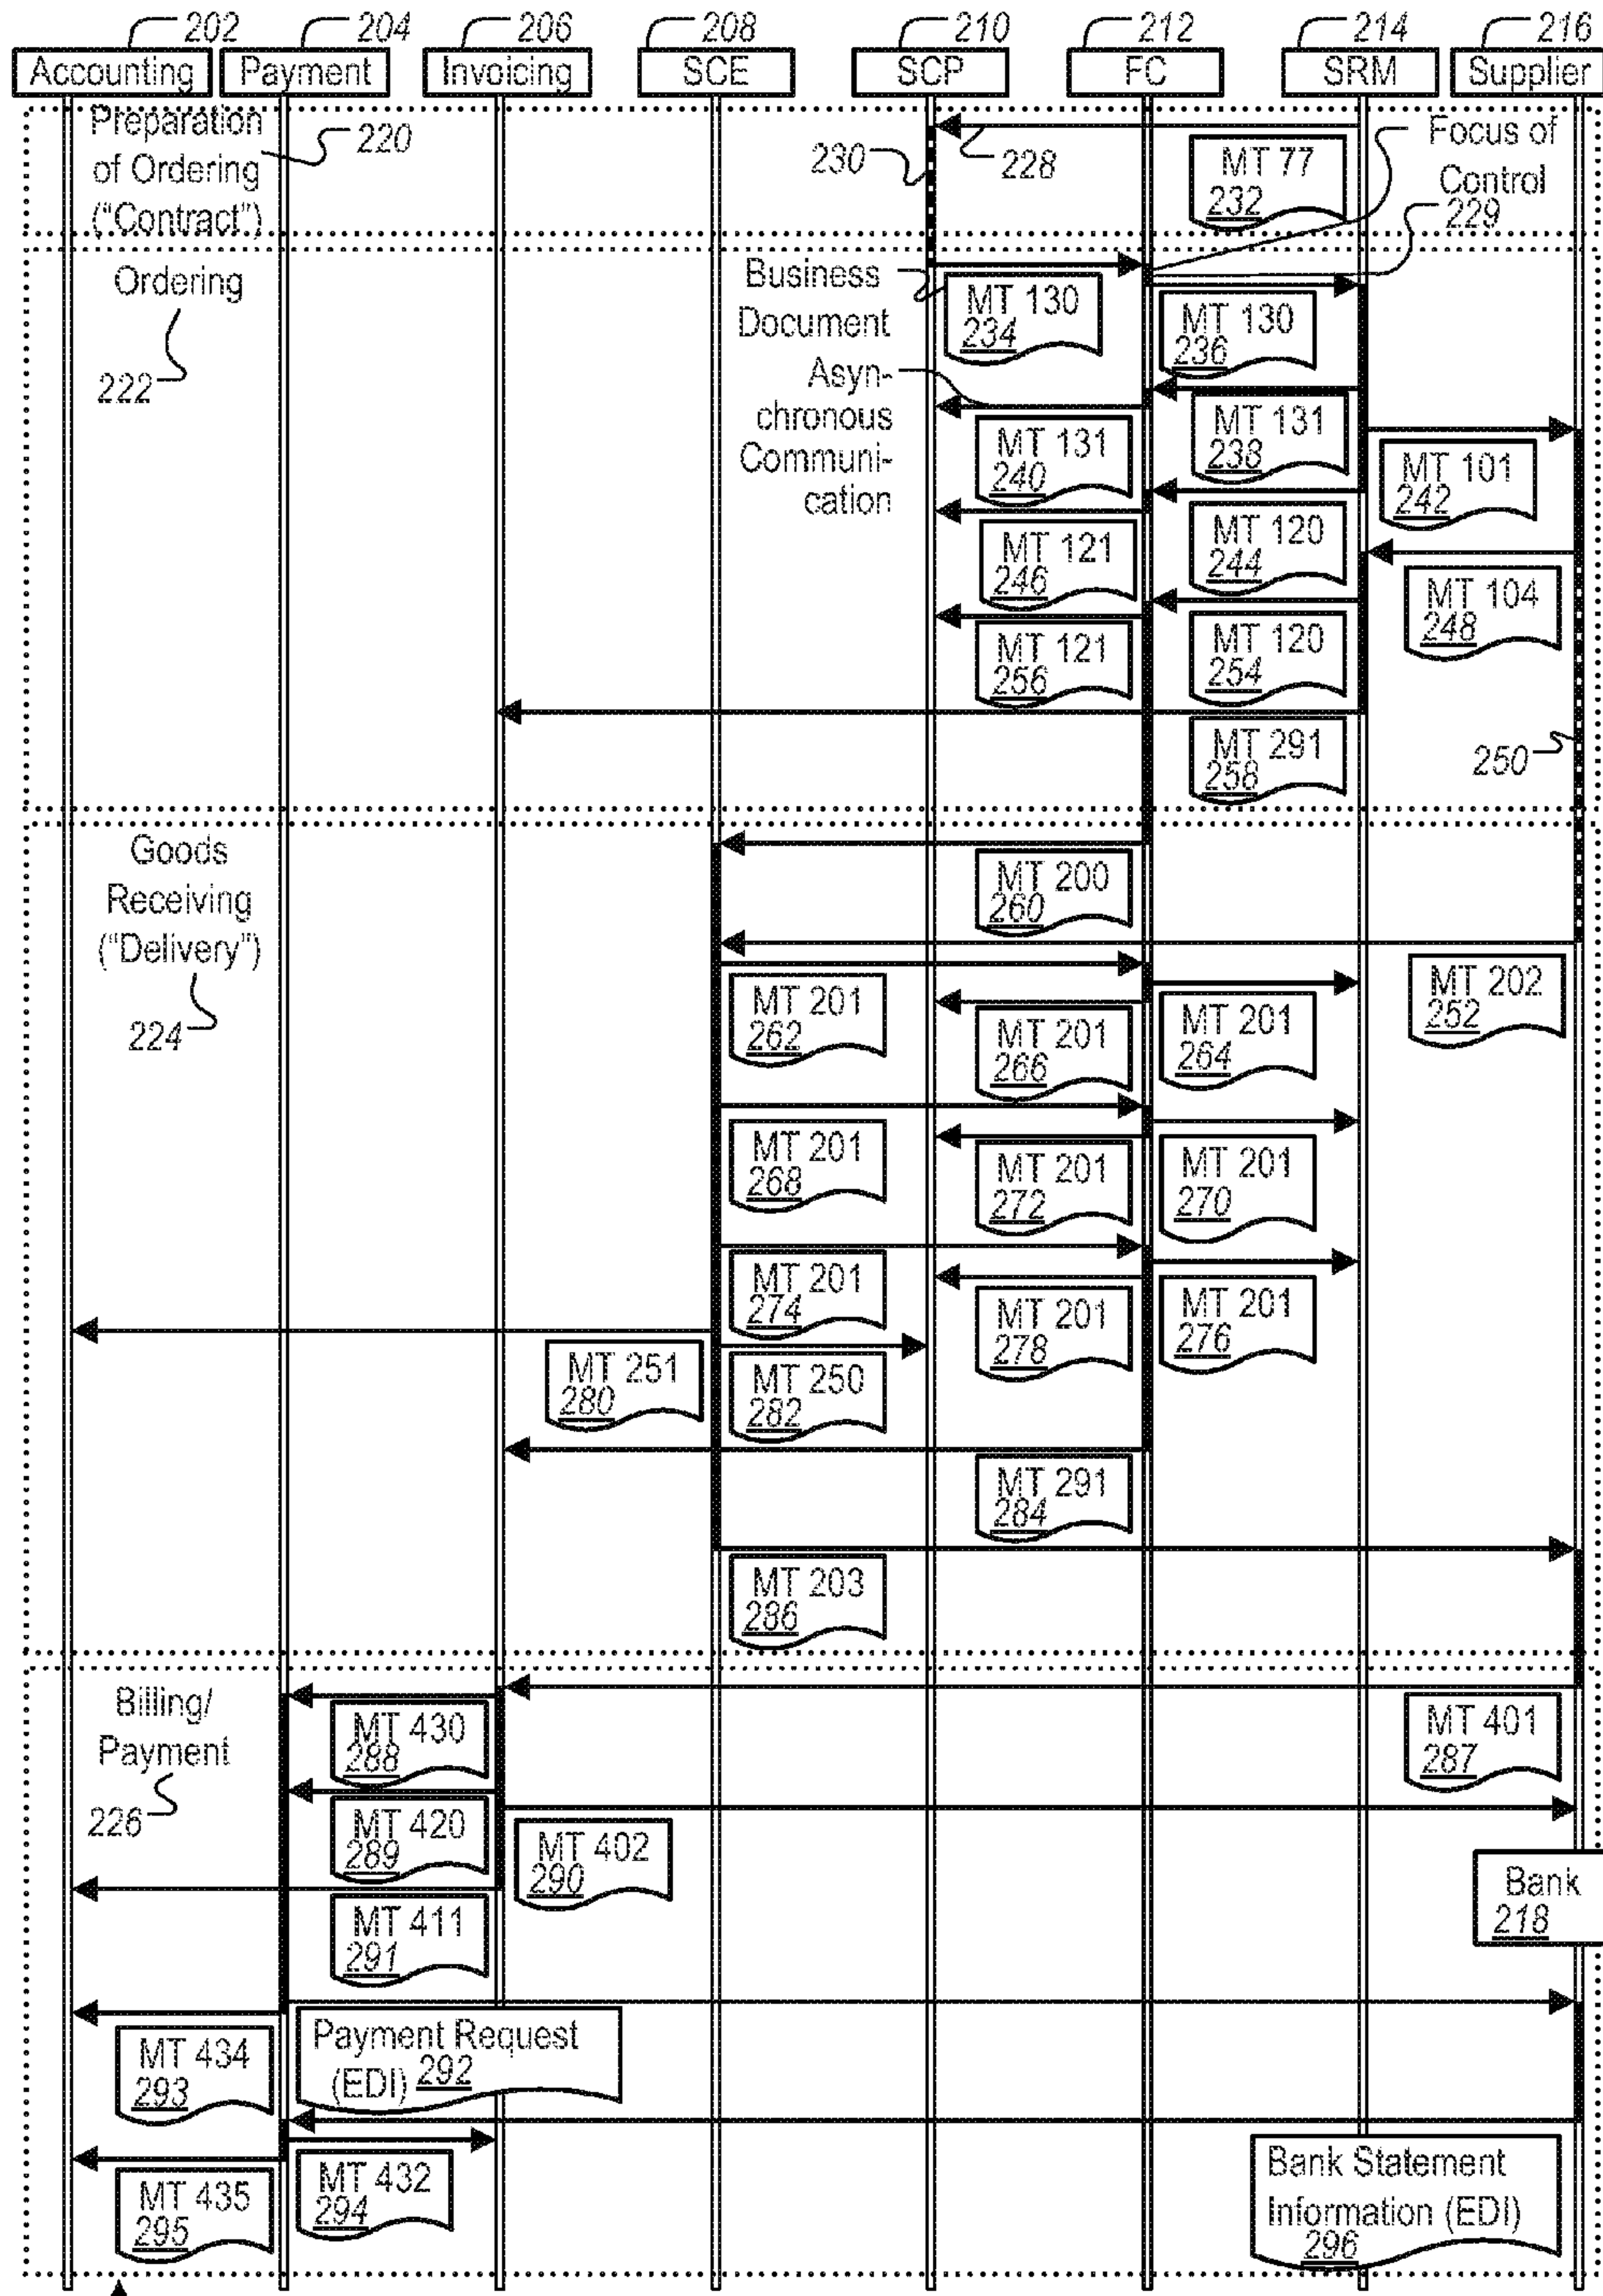 202 204 206 208 210 212 214 216
Accounting Payment Invoicing SCE SCP FC SRM Supplier
Preparation
of Ordering
("Contract")
220
230
228
MT 77
232
Focus of
Control
229
Ordering
222
Business
Document
MT 130
234
MT 130
236
Asyn-
chronous
Communi-
cation
MT 131
240
MT 131
238
MT 101
242
MT 121
246
MT 120
244
MT 104
248
MT 121
256
MT 120
254
MT 291
258
250
Goods
Receiving
("Delivery")
224
MT 200
260
MT 201
262
MT 201
266
MT 201
264
MT 202
252
MT 201
268
MT 201
272
MT 201
270
MT 201
274
MT 201
278
MT 201
276
MT 251
280
MT 250
282
MT 291
284
MT 203
286
Billing/
Payment
226
MT 430
288
MT 401
287
MT 420
289
MT 402
290
MT 411
291
Bank
218
MT 434
293
Payment Request
(EDI) 292
MT 435
295
MT 432
294
Bank Statement
Information (EDI)
296